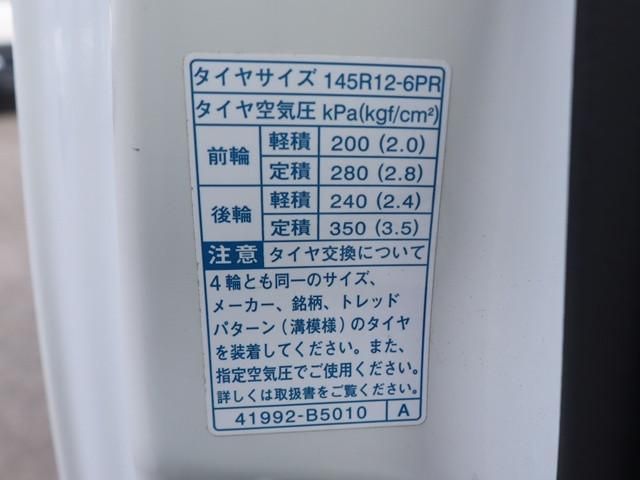 タイヤサイズ 145R12-6PR
タイヤ空気圧 kPa(kgf/cm²)
前輪 軽積 200 (2.0)
定積 280 (2.8)
後輪 軽積 240 (2.4)
定積 350 (3.5)
注意 タイヤ交換について
4輪とも同一のサイズ、
メーカー、銘柄、トレッド
パターン(溝模様)のタイヤ
を装着してください。また、
指定空気圧でご使用ください。
詳しくは取扱書をご覧ください。
41992-B5010 A